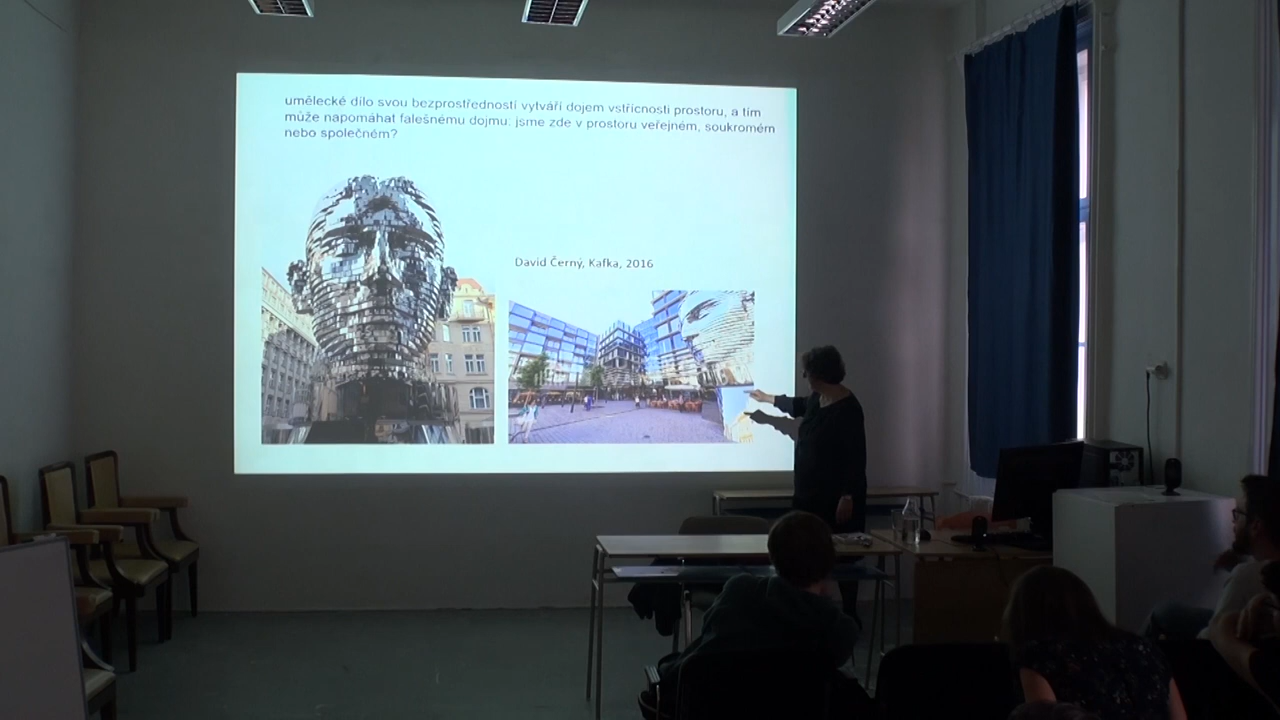 umělecké dílo svou bezprostředností vytváří dojem vstřícnosti prostoru, a tím
může napomáhat falešnému dojmu: jsme zde v prostoru veřejném, soukromém
nebo společném?
David Černý, Kafka, 2016